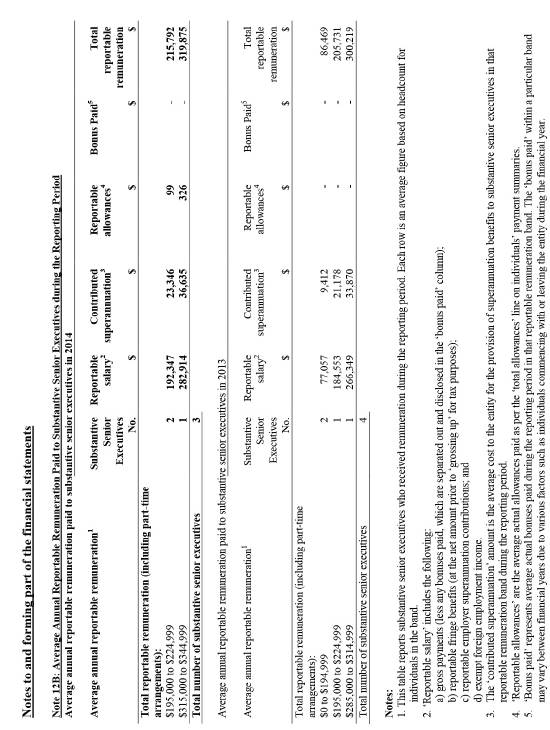 Notes to and forming part of the financial statements
Note 12B: Average Annual Reportable Remuneration Paid to Substantive Senior Executives during the Reporting Period
Average annual reportable remuneration paid to substantive senior executives in 2014
Average annual reportable remuneration¹ Substantive Senior Executives Reportable salary² Contributed superannuation³ Reportable allowances⁴ Bonus Paid⁵ Total reportable remuneration
No. $ $ $ $ $
Total reportable remuneration (including part-time
arrangements):
$195,000 to $224,999 2 192,347 23,346 99 - 215,792
$315,000 to $344,999 1 282,914 36,635 326 - 319,875
Total number of substantive senior executives 3
Average annual reportable remuneration paid to substantive senior executives in 2013
Average annual reportable remuneration¹ Substantive Senior Executives Reportable salary² Contributed superannuation³ Reportable allowances⁴ Bonus Paid⁵ Total reportable remuneration
No. $ $ $ $ $
Total reportable remuneration (including part-time
arrangements):
$0 to $194,999 2 77,057 9,412 - - 86,469
$195,000 to $224,999 1 184,553 21,178 - - 205,731
$285,000 to $314,999 1 266,349 33,870 - - 300,219
Total number of substantive senior executives 4
Notes:
1. This table reports substantive senior executives who received remuneration during the reporting period. Each row is an average figure based on headcount for
individuals in the band.
2. 'Reportable salary' includes the following:
a) gross payments (less any bonuses paid, which are separated out and disclosed in the 'bonus paid' column);
b) reportable fringe benefits (at the net amount prior to 'grossing up' for tax purposes);
c) reportable employer superannuation contributions; and
d) exempt foreign employment income.
3. The 'contributed superannuation' amount is the average cost to the entity for the provision of superannuation benefits to substantive senior executives in that
reportable remuneration band during the reporting period.
4. 'Reportable allowances' are the average actual allowances paid as per the 'total allowances' line on individuals' payment summaries.
5. 'Bonus paid' represents average actual bonuses paid during the reporting period in that reportable remuneration band. The 'bonus paid' within a particular band
may vary between financial years due to various factors such as individuals commencing with or leaving the entity during the financial year.